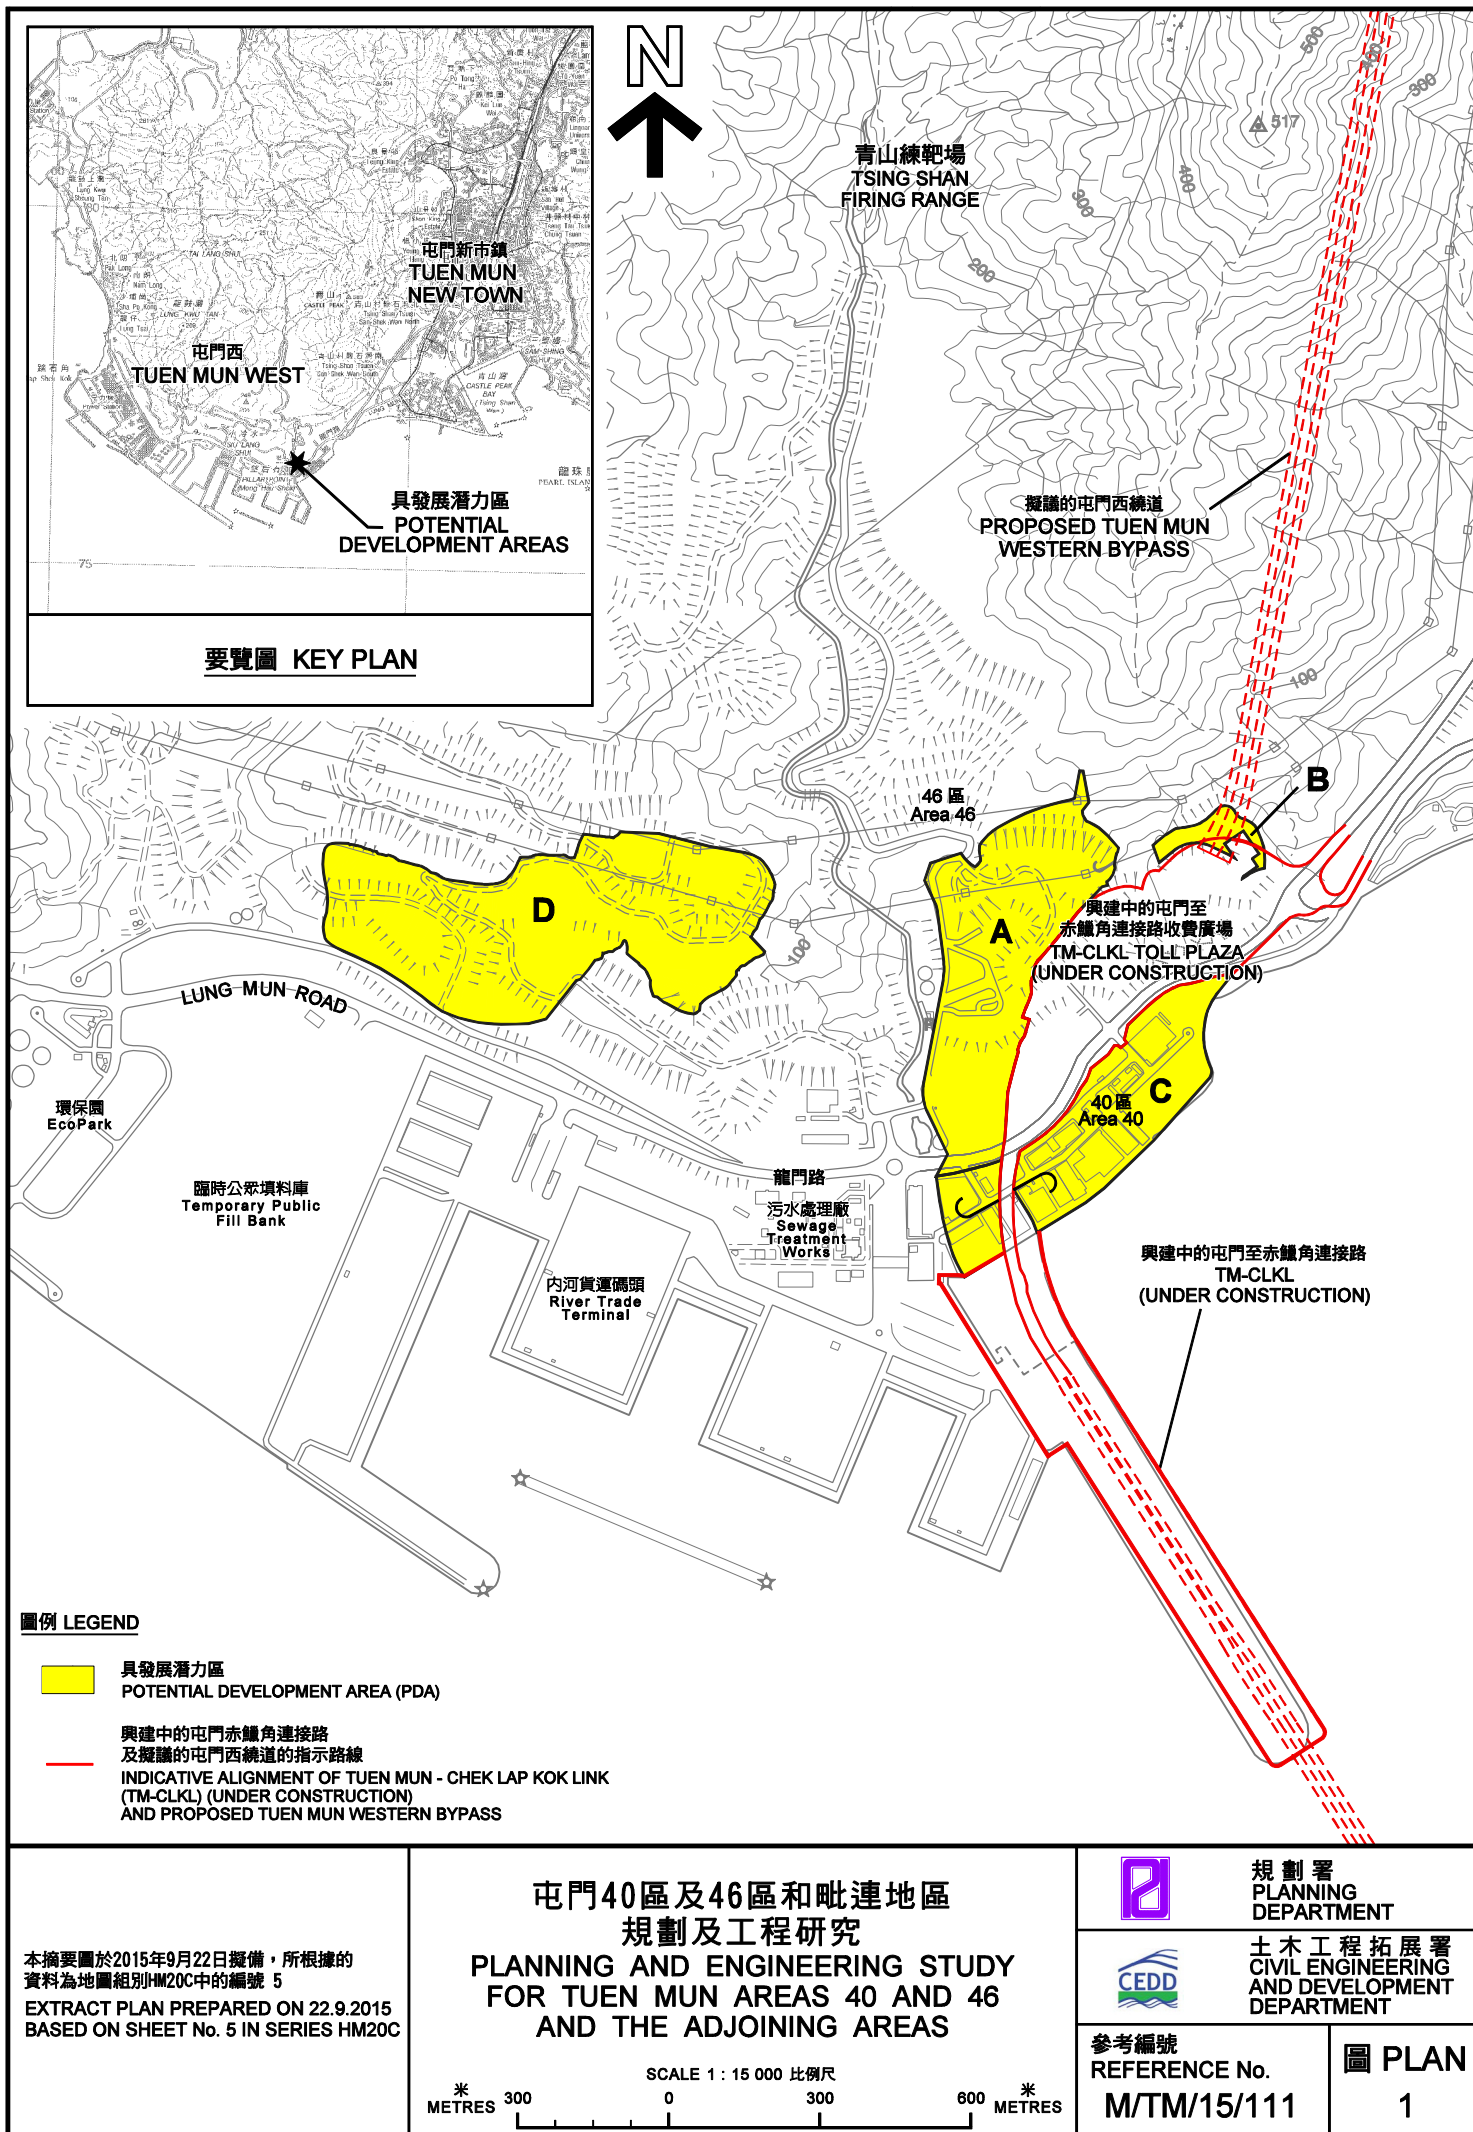 屯門新市鎮
TUEN MUN
NEW TOWN
屯門西
TUEN MUN WEST
CASTLE PEAK
BAY
具發展潛力區
POTENTIAL
DEVELOPMENT AREAS
75
要覽圖 KEY PLAN
N
青山練靶場
TSING SHAN
FIRING RANGE
500
400
300
517
400
300
200
擬議的屯門西繞道
PROPOSED TUEN MUN
WESTERN BYPASS
100
46 區
Area 46
B
D
A
100
興建中的屯門至
赤鱲角連接路收費廣場
TM-CLKL TOLL PLAZA
(UNDER CONSTRUCTION)
LUNG MUN ROAD
C
40 區
Area 40
環保園
EcoPark
臨時公眾填料庫
Temporary Public
Fill Bank
龍門路
污水處理廠
Sewage
Treatment
Works
內河貨運碼頭
River Trade
Terminal
興建中的屯門至赤鱲角連接路
TM-CLKL
(UNDER CONSTRUCTION)
圖例 LEGEND
具發展潛力區
POTENTIAL DEVELOPMENT AREA (PDA)
興建中的屯門赤鱲角連接路
及擬議的屯門西繞道的指示路線
INDICATIVE ALIGNMENT OF TUEN MUN - CHEK LAP KOK LINK
(TM-CLKL) (UNDER CONSTRUCTION)
AND PROPOSED TUEN MUN WESTERN BYPASS
本摘要圖於2015年9月22日擬備，所根據的
資料為地圖組別HM20C中的編號 5
EXTRACT PLAN PREPARED ON 22.9.2015
BASED ON SHEET No. 5 IN SERIES HM20C
屯門40區及46區和毗連地區
規劃及工程研究
PLANNING AND ENGINEERING STUDY
FOR TUEN MUN AREAS 40 AND 46
AND THE ADJOINING AREAS
SCALE 1 : 15 000 比例尺
米
METRES 300 0 300 600 米
METRES
規劃署
PLANNING
DEPARTMENT
CEDD
土木工程拓展署
CIVIL ENGINEERING
AND DEVELOPMENT
DEPARTMENT
參考編號
REFERENCE No.
M/TM/15/111
圖 PLAN
1